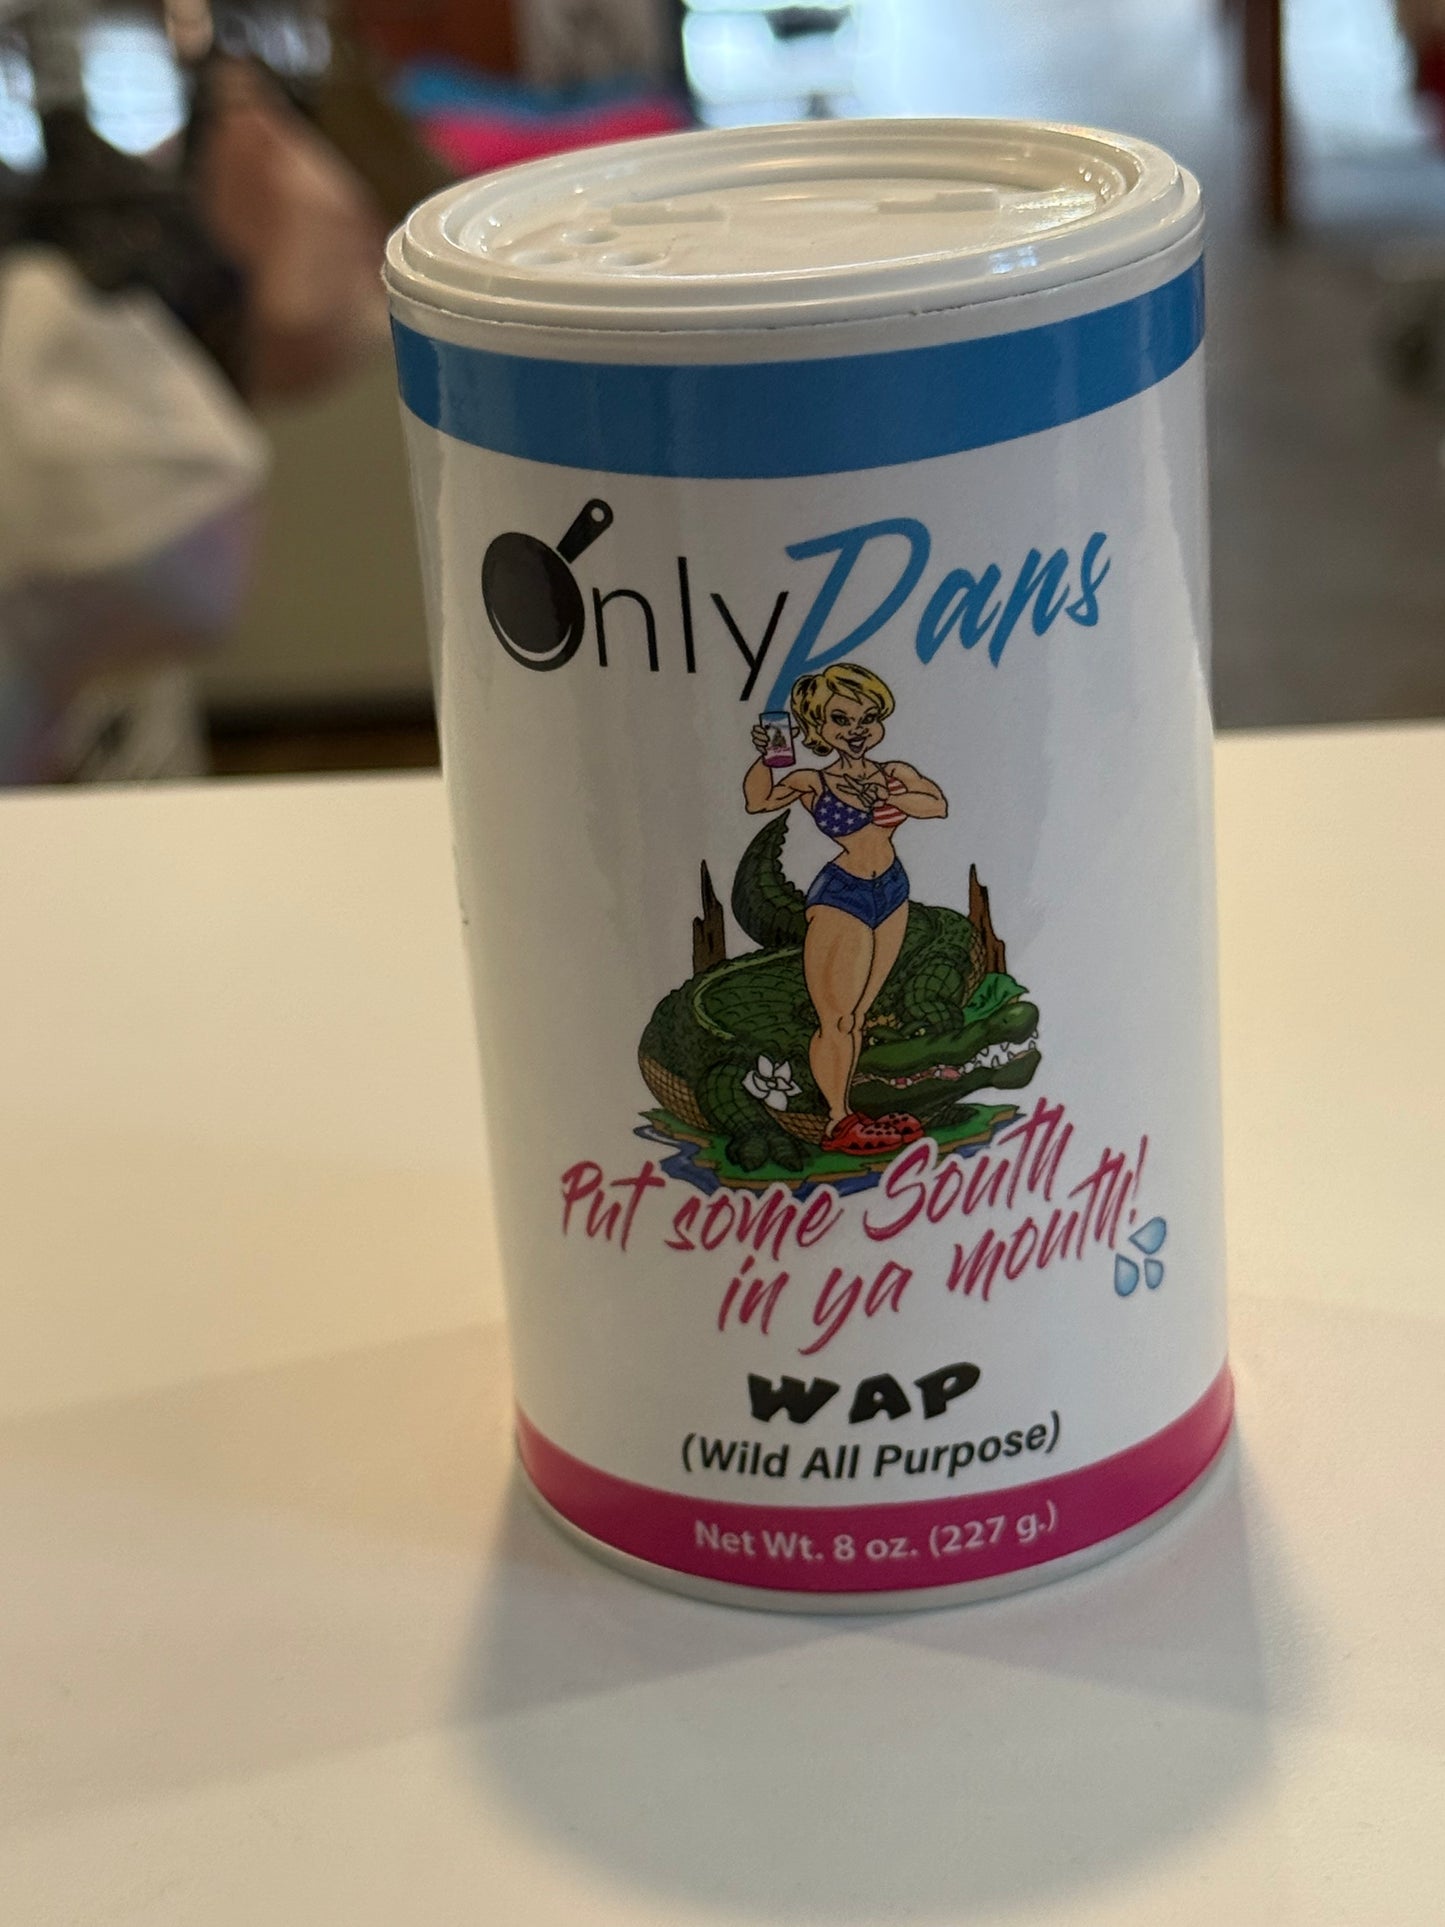 OnlyPans
Put some South
in ya mouth!
WAP
(Wild All Purpose)
Net Wt. 8 oz. (227 g.)